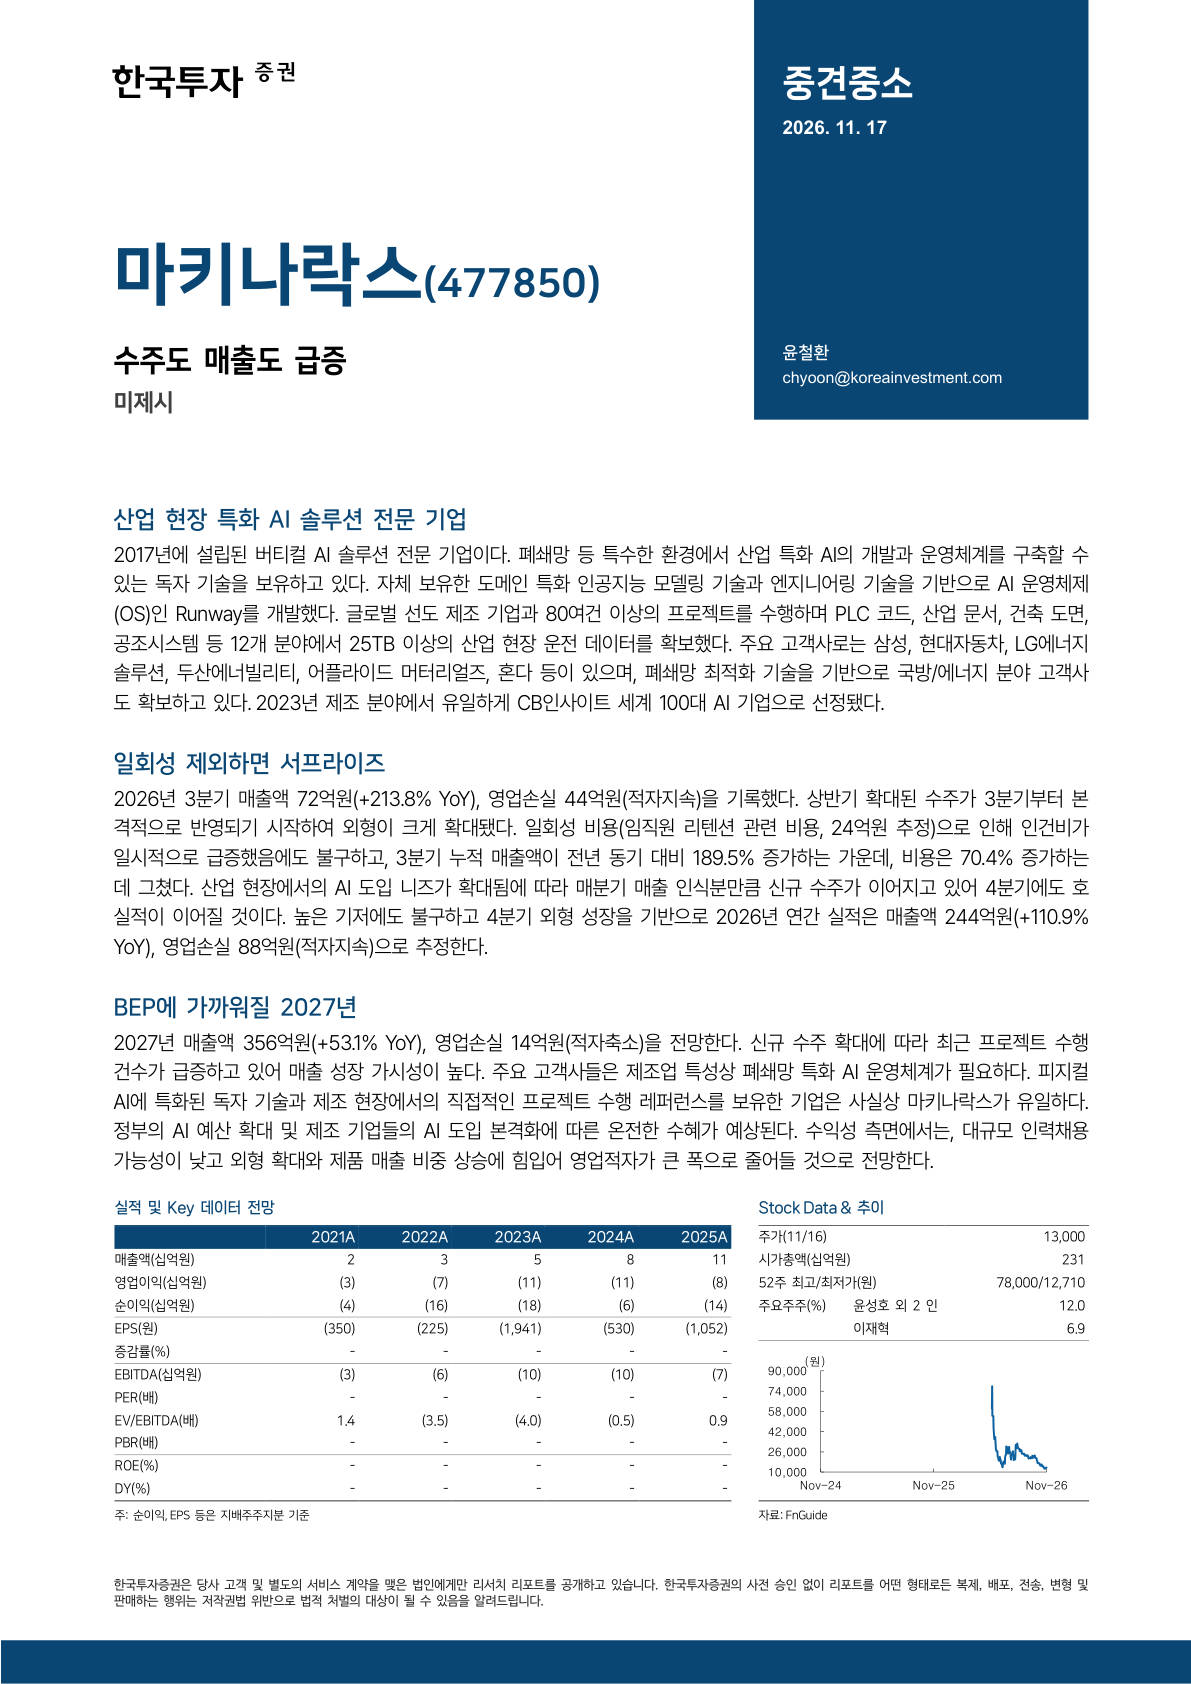 한국투자 증권
중견중소
2026. 11. 17
마키나락스(477850)
수주도 매출도 급증
미제시
윤철환
chyoon@koreainvestment.com
산업 현장 특화 AI 솔루션 전문 기업
2017년에 설립된 버티컬 AI 솔루션 전문 기업이다. 폐쇄망 등 특수한 환경에서 산업 특화 AI의 개발과 운영체계를 구축할 수
있는 독자 기술을 보유하고 있다. 자체 보유한 도메인 특화 인공지능 모델링 기술과 엔지니어링 기술을 기반으로 AI 운영체제
(OS)인 Runway를 개발했다. 글로벌 선도 제조 기업과 80여건 이상의 프로젝트를 수행하며 PLC 코드, 산업 문서, 건축 도면,
공조시스템 등 12개 분야에서 25TB 이상의 산업 현장 운전 데이터를 확보했다. 주요 고객사로는 삼성, 현대자동차, LG에너지
솔루션, 두산에너빌리티, 어플라이드 머터리얼즈, 혼다 등이 있으며, 폐쇄망 최적화 기술을 기반으로 국방/에너지 분야 고객사
도 확보하고 있다. 2023년 제조 분야에서 유일하게 CB인사이트 세계 100대 AI 기업으로 선정됐다.
일회성 제외하면 서프라이즈
2026년 3분기 매출액 72억원(+213.8% YoY), 영업손실 44억원(적자지속)을 기록했다. 상반기 확대된 수주가 3분기부터 본
격적으로 반영되기 시작하여 외형이 크게 확대됐다. 일회성 비용(임직원 리텐션 관련 비용, 24억원 추정)으로 인해 인건비가
일시적으로 급증했음에도 불구하고, 3분기 누적 매출액이 전년 동기 대비 189.5% 증가하는 가운데, 비용은 70.4% 증가하는
데 그쳤다. 산업 현장에서의 AI 도입 니즈가 확대됨에 따라 매분기 매출 인식분만큼 신규 수주가 이어지고 있어 4분기에도 호
실적이 이어질 것이다. 높은 기저에도 불구하고 4분기 외형 성장을 기반으로 2026년 연간 실적은 매출액 244억원(+110.9%
YoY), 영업손실 88억원(적자지속)으로 추정한다.
BEP에 가까워질 2027년
2027년 매출액 356억원(+53.1% YoY), 영업손실 14억원(적자축소)을 전망한다. 신규 수주 확대에 따라 최근 프로젝트 수행
건수가 급증하고 있어 매출 성장 가시성이 높다. 주요 고객사들은 제조업 특성상 폐쇄망 특화 AI 운영체계가 필요하다. 피지컬
AI에 특화된 독자 기술과 제조 현장에서의 직접적인 프로젝트 수행 레퍼런스를 보유한 기업은 사실상 마키나락스가 유일하다.
정부의 AI 예산 확대 및 제조 기업들의 AI 도입 본격화에 따른 온전한 수혜가 예상된다. 수익성 측면에서는, 대규모 인력채용
가능성이 낮고 외형 확대와 제품 매출 비중 상승에 힘입어 영업적자가 큰 폭으로 줄어들 것으로 전망한다.
실적 및 Key 데이터 전망
2021A 2022A 2023A 2024A 2025A
매출액(십억원) 2 3 5 8 11
영업이익(십억원) (3) (7) (11) (11) (8)
순이익(십억원) (4) (16) (18) (6) (14)
EPS(원) (350) (225) (1,941) (530) (1,052)
증감률(%) - - - - -
EBITDA(십억원) (3) (6) (10) (10) (7)
PER(배) - - - - -
EV/EBITDA(배) 1.4 (3.5) (4.0) (0.5) 0.9
PBR(배) - - - - -
ROE(%) - - - - -
DY(%) - - - - -
주: 순이익, EPS 등은 지배주주지분 기준
Stock Data & 추이
주가(11/16) 13,000
시가총액(십억원) 231
52주 최고/최저가(원) 78,000/12,710
주요주주(%) 윤성호 외 2 인 12.0
이재혁 6.9
(원)
90,000
74,000
58,000
42,000
26,000
10,000
Nov-24 Nov-25 Nov-26
자료: FnGuide
한국투자증권은 당사 고객 및 별도의 서비스 계약을 맺은 법인에게만 리서치 리포트를 공개하고 있습니다. 한국투자증권의 사전 승인 없이 리포트를 어떤 형태로든 복제, 배포, 전송, 변형 및
판매하는 행위는 저작권법 위반으로 법적 처벌의 대상이 될 수 있음을 알려드립니다.